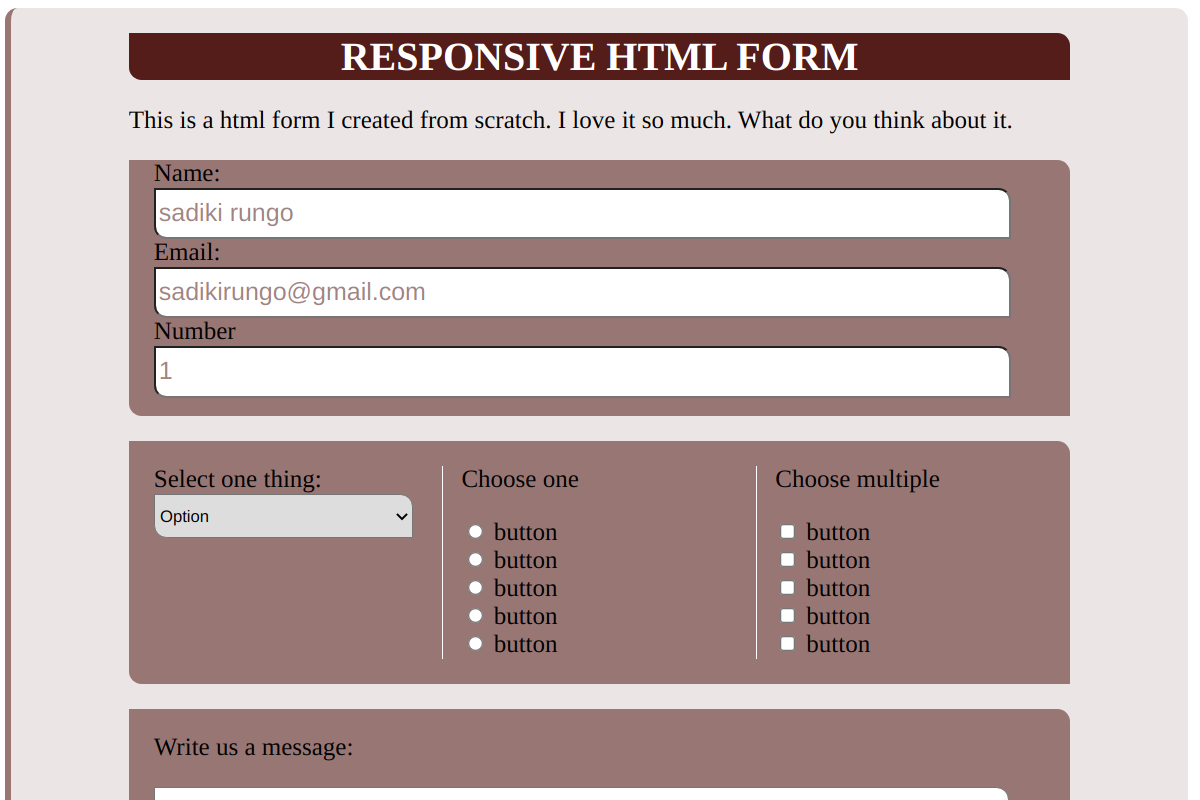 RESPONSIVE HTML FORM
This is a html form I created from scratch. I love it so much. What do you think about it.
Name:
sadiki rungo
Email:
sadikirungo@gmail.com
Number
1
Select one thing:
Option
Choose one
button
button
button
button
button
Choose multiple
button
button
button
button
button
Write us a message: